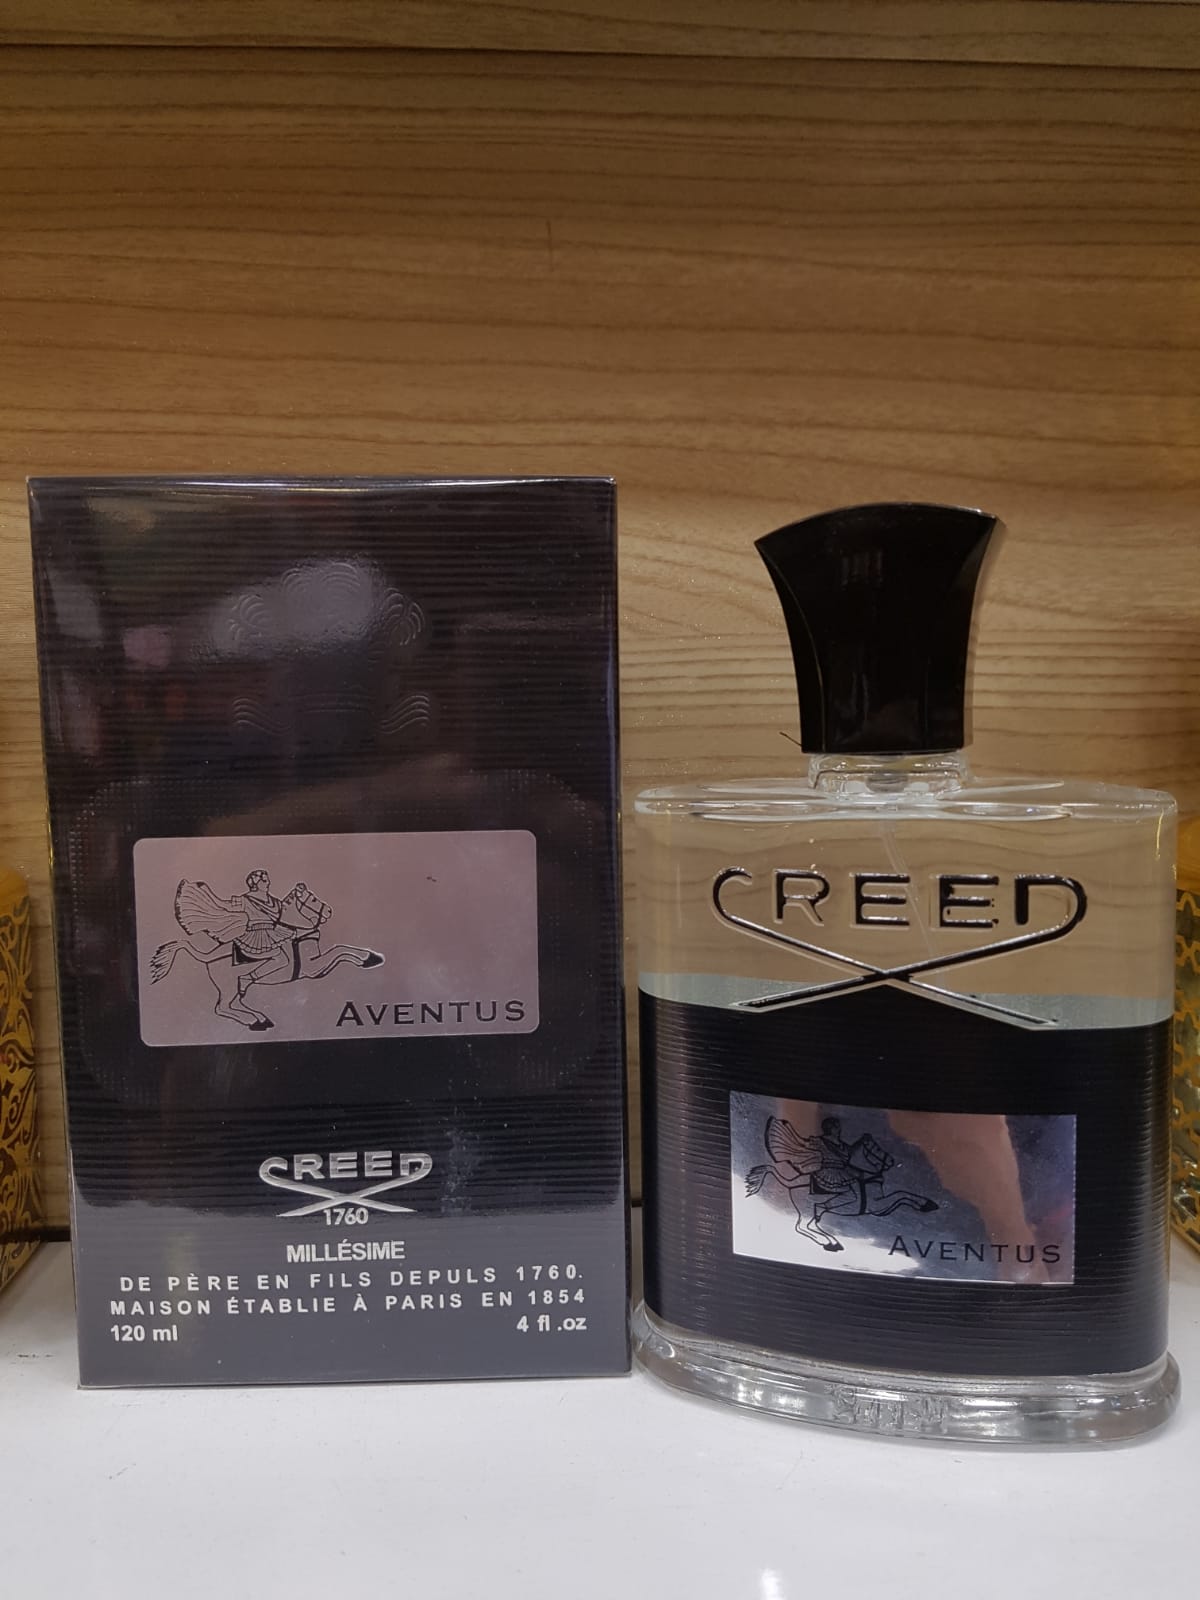 AVENTUS
CREED
1760
MILLÉSIME
DE PÈRE EN FILS DEPULS 1760.
MAISON ÉTABLIE À PARIS EN 1854
120 ml 4 fl .oz
CREED
AVENTUS